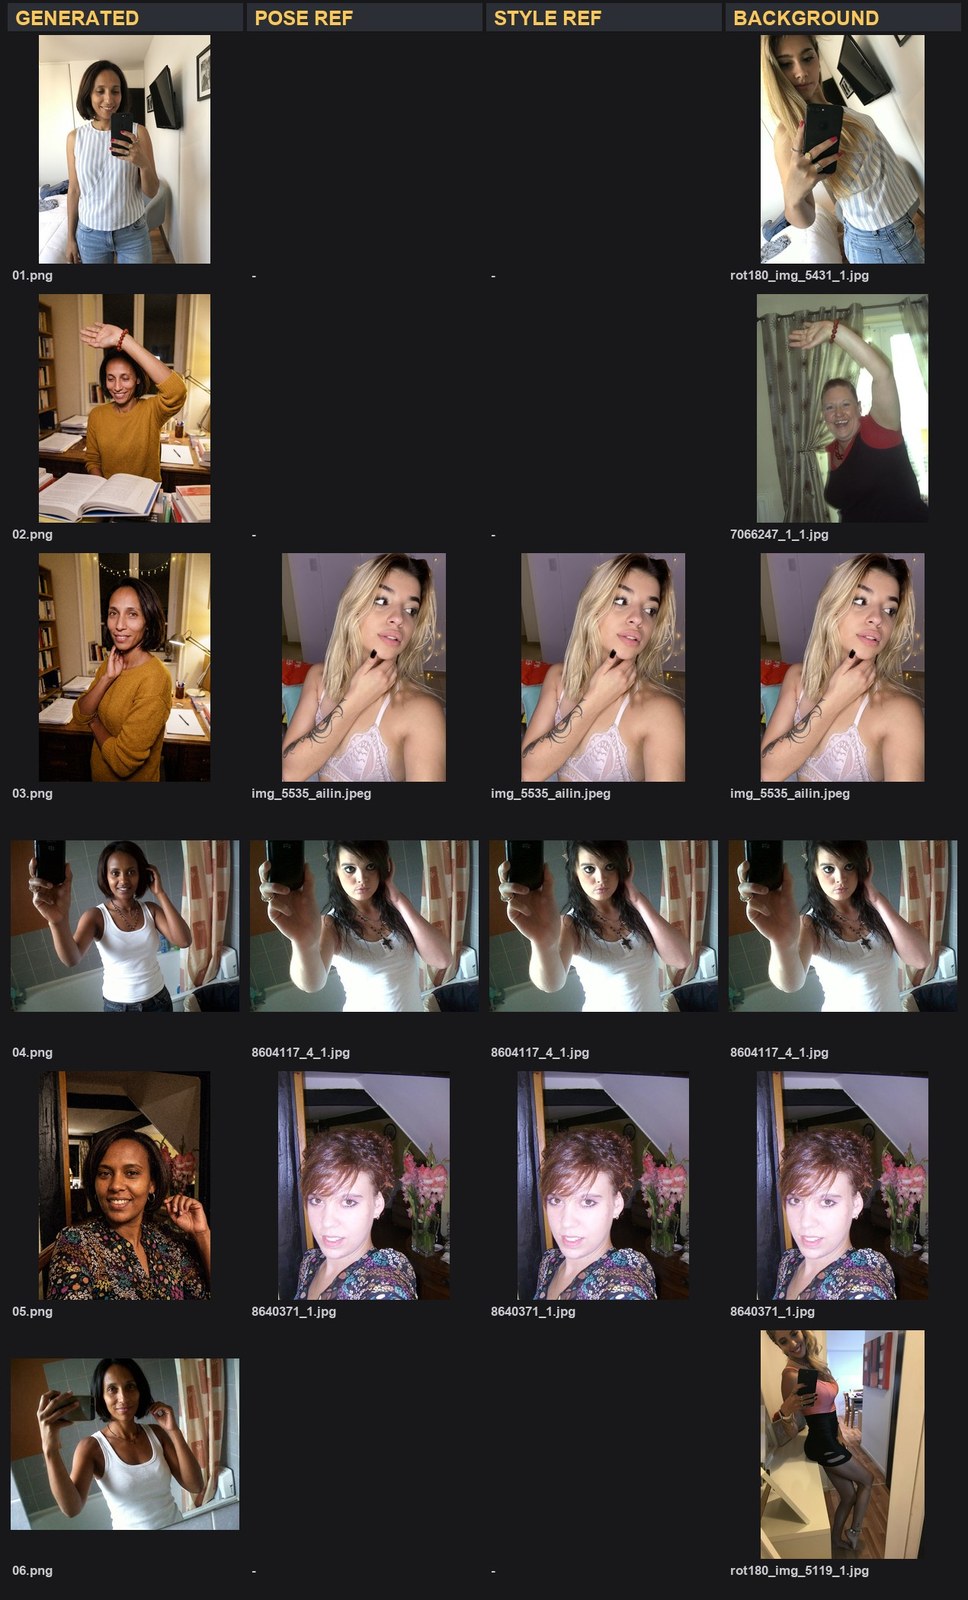 GENERATED POSE REF STYLE REF BACKGROUND
01.png - - rot180_img_5431_1.jpg
02.png - - 7066247_1_1.jpg
03.png img_5535_ailin.jpeg img_5535_ailin.jpeg img_5535_ailin.jpeg
04.png 8604117_4_1.jpg 8604117_4_1.jpg 8604117_4_1.jpg
05.png 8640371_1.jpg 8640371_1.jpg 8640371_1.jpg
06.png - - rot180_img_5119_1.jpg